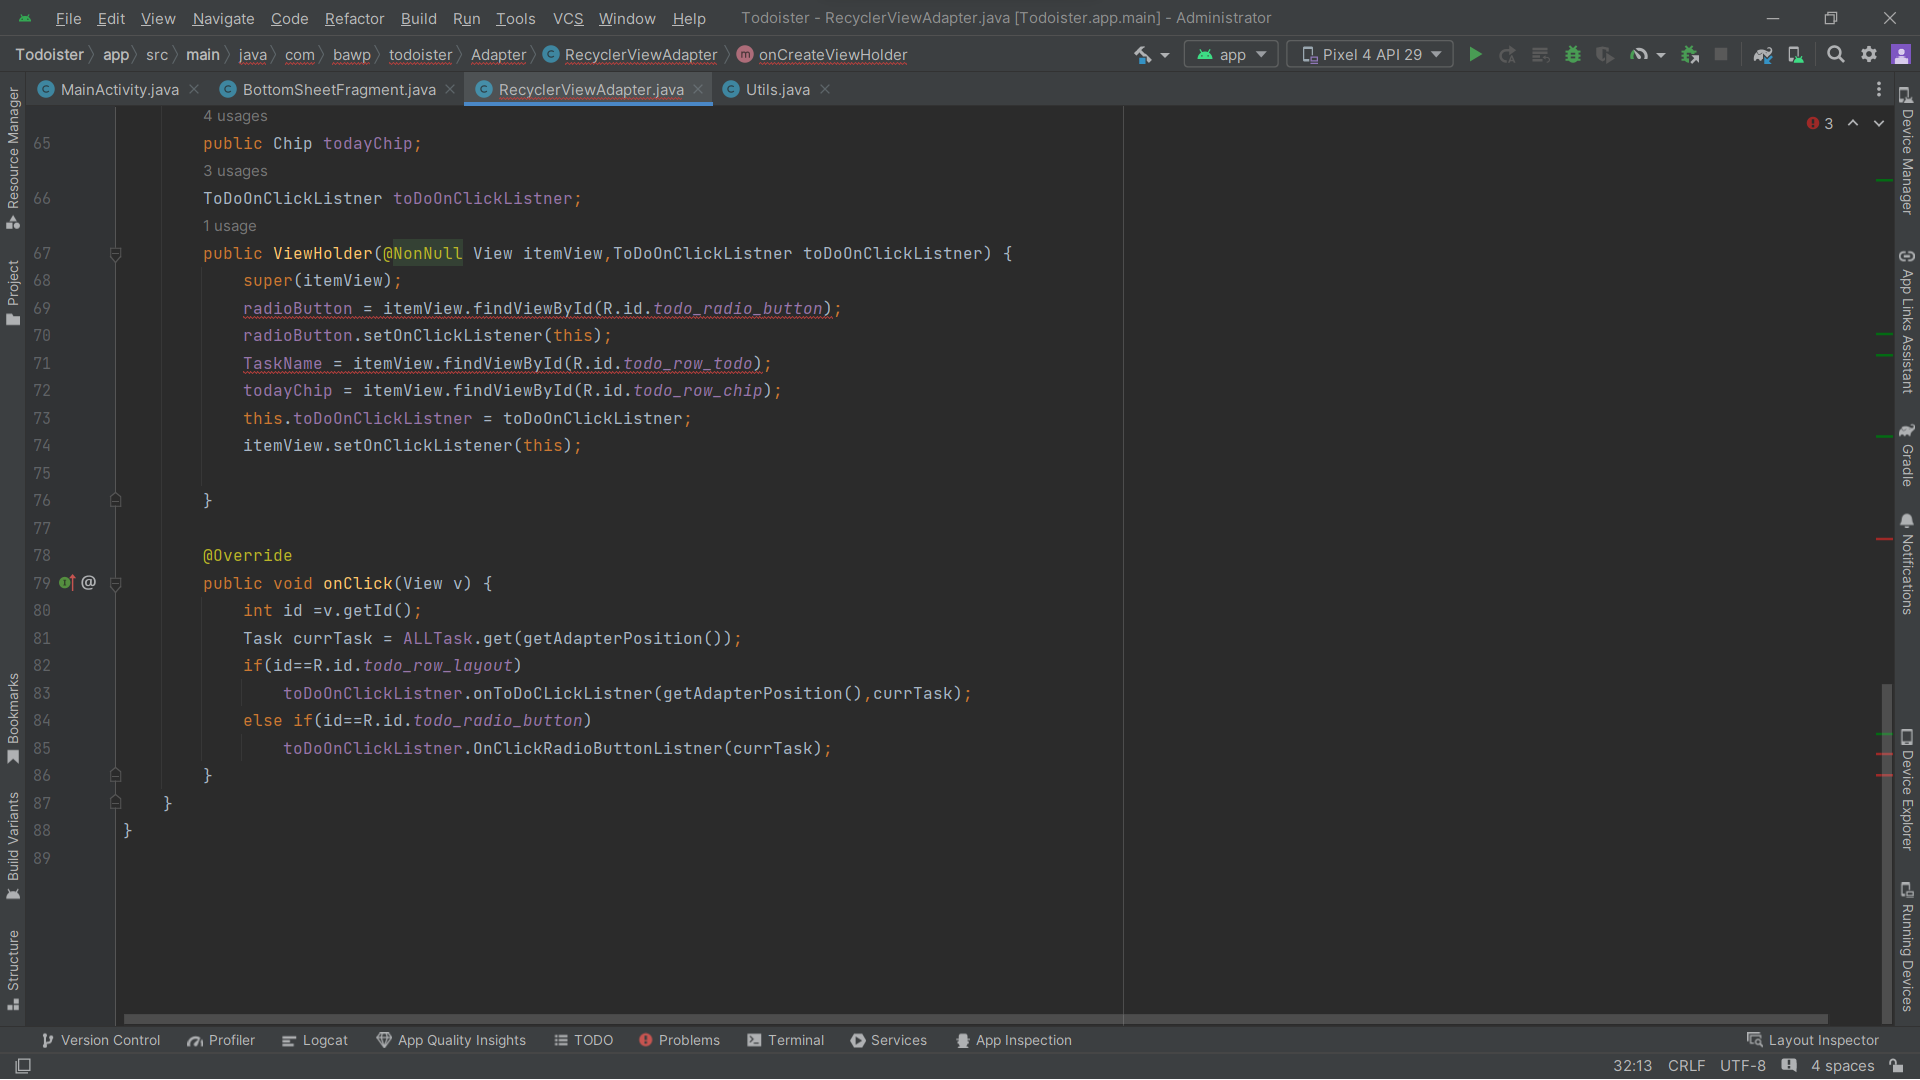 File Edit View Navigate Code Refactor Build Run Tools VCS Window Help Todoister - RecyclerViewAdapter.java [Todoister.app.main] - Administrator
Todoister app src main java com bawp todoister Adapter RecyclerViewAdapter onCreateViewHolder app Pixel 4 API 29
MainActivity.java BottomSheetFragment.java RecyclerViewAdapter.java Utils.java
4 usages
3
65 public Chip todayChip;
3 usages
66 ToDoOnClickListner toDoOnClickListner;
1 usage
67 public ViewHolder(@NonNull View itemView,ToDoOnClickListner toDoOnClickListner) {
68 super(itemView);
69 radioButton = itemView.findViewById(R.id.todo_radio_button);
70 radioButton.setOnClickListener(this);
71 TaskName = itemView.findViewById(R.id.todo_row_todo);
72 todayChip = itemView.findViewById(R.id.todo_row_chip);
73 this.toDoOnClickListner = toDoOnClickListner;
74 itemView.setOnClickListener(this);
75
76 }
77
78 @Override
79 public void onClick(View v) {
80 int id =v.getId();
81 Task currTask = ALLTask.get(getAdapterPosition());
82 if(id==R.id.todo_row_layout)
83 toDoOnClickListner.onToDoCLickListner(getAdapterPosition(),currTask);
84 else if(id==R.id.todo_radio_button)
85 toDoOnClickListner.OnClickRadioButtonListner(currTask);
86 }
87 }
88 }
89
Resource Manager
Project
Bookmarks
Build Variants
Structure
Device Manager
App Links Assistant
Gradle
Notifications
Device Explorer
Running Devices
Version Control Profiler Logcat App Quality Insights TODO Problems Terminal Services App Inspection Layout Inspector
32:13 CRLF UTF-8 4 spaces